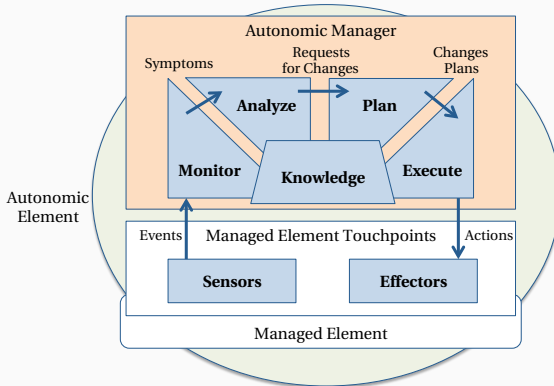 Autonomic Manager
Symptoms
Requests
for Changes
Changes
Plans
Analyze
Plan
Monitor
Knowledge
Execute
Autonomic
Element
Events
Managed Element Touchpoints
Actions
Sensors
Effectors
Managed Element